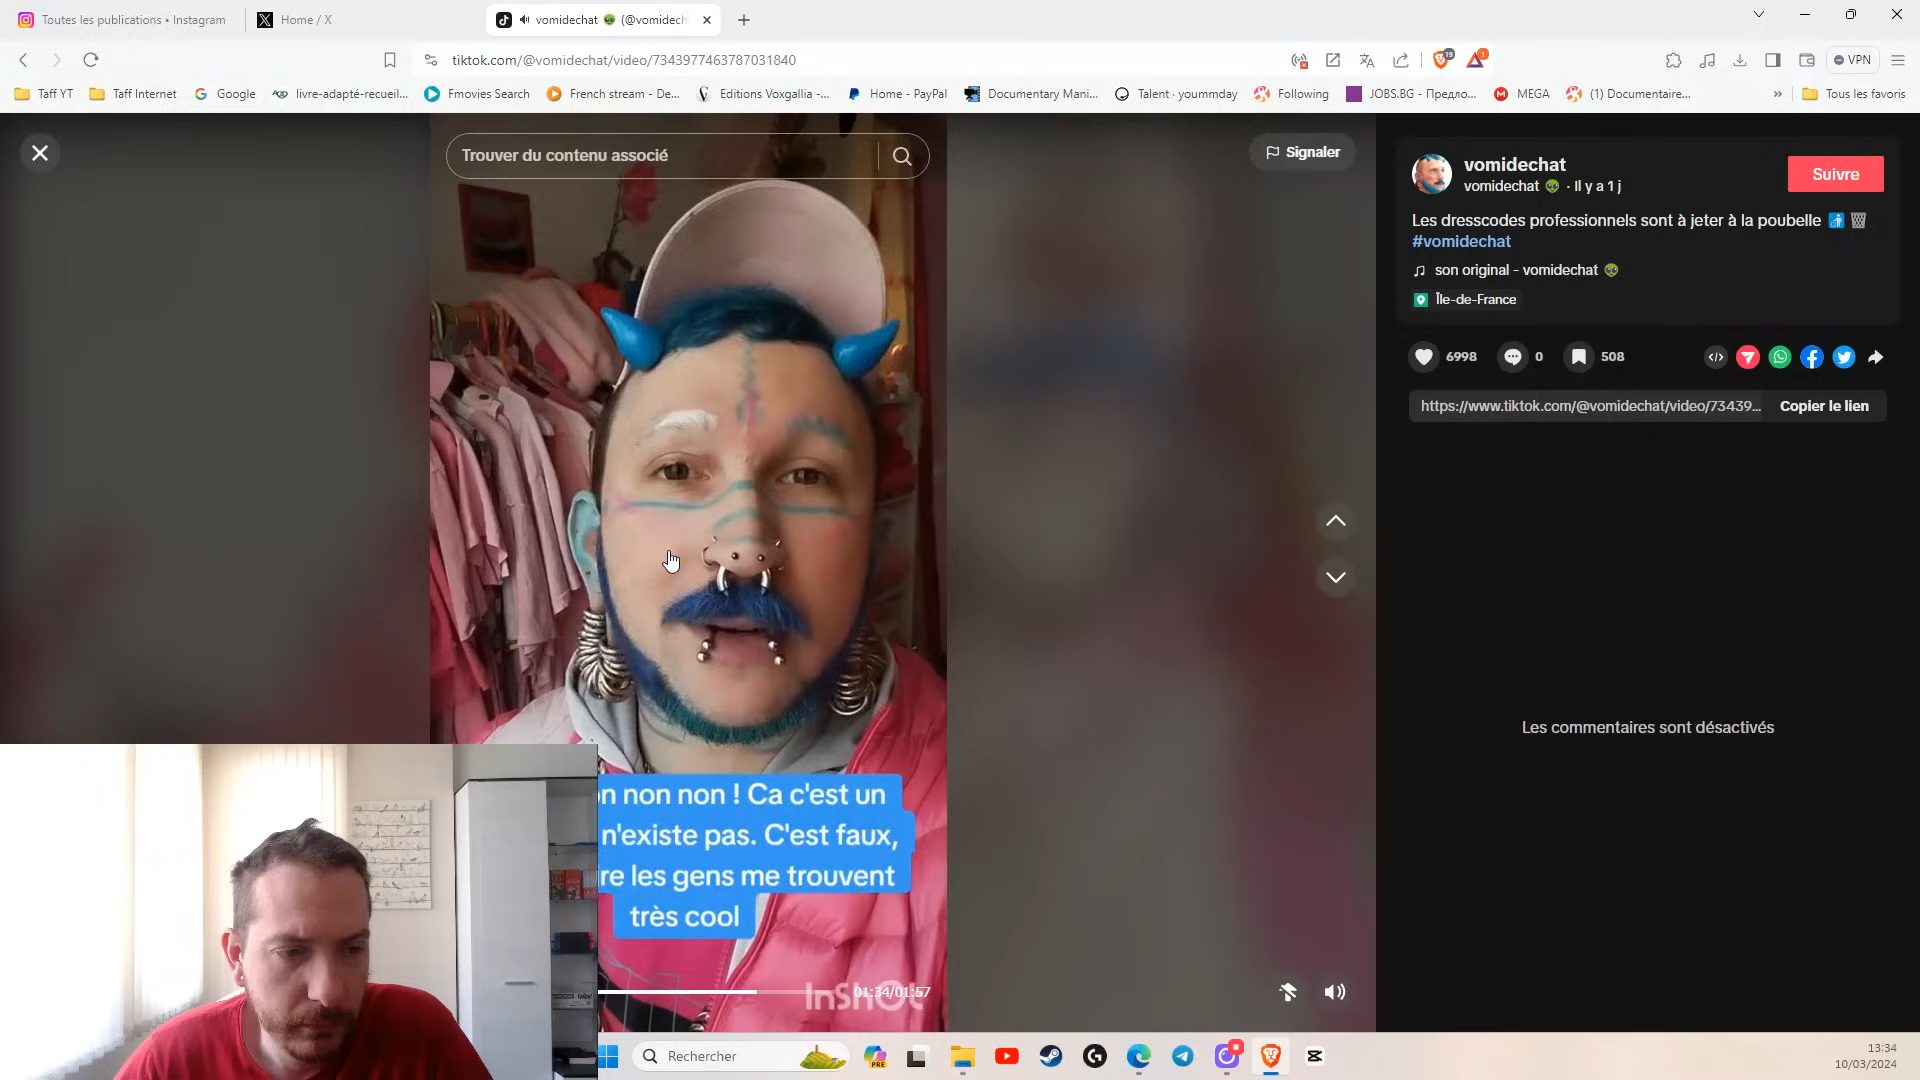 Toutes les publications • Instagram
Home / X
vomidechat 👽 (@vomidech
tiktok.com/@vomidechat/video/7343977463787031840
19
1
VPN
Taff YT
Taff Internet
Google
livre-adapté-recueil...
Fmovies Search
French stream - De...
Editions Voxgallia -...
Home - PayPal
Documentary Mani...
Talent · yoummday
Following
JOBS.BG - Предло...
MEGA
(1) Documentaire...
»
Tous les favoris
Trouver du contenu associé
Signaler
vomidechat
vomidechat 👽 · Il y a 1 j
Suivre
Les dresscodes professionnels sont à jeter à la poubelle 🚮 🗑️
#vomidechat
son original - vomidechat 👽
Île-de-France
6998
0
508
https://www.tiktok.com/@vomidechat/video/73439...
Copier le lien
Les commentaires sont désactivés
n non non ! Ca c'est un
n'existe pas. C'est faux,
re les gens me trouvent
très cool
InShOt
01:34/01:57
Rechercher
PRE
13:34
10/03/2024